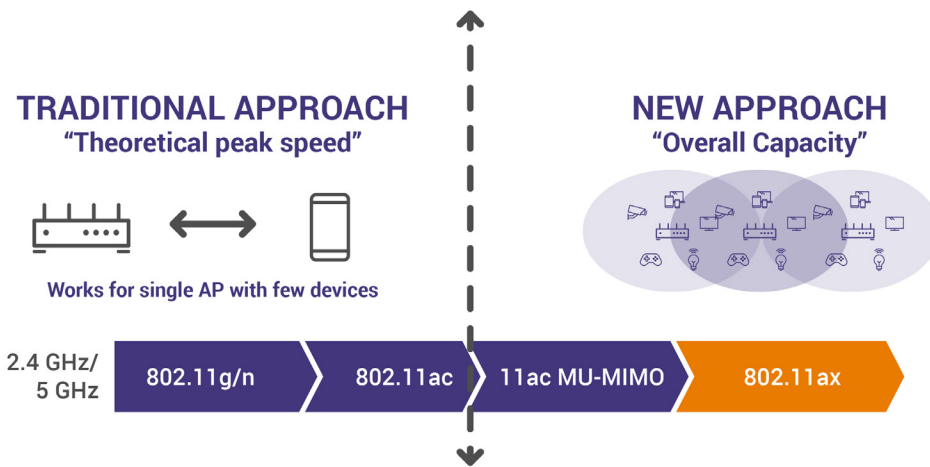 TRADITIONAL APPROACH
“Theoretical peak speed”
Works for single AP with few devices
NEW APPROACH
“Overall Capacity”
2.4 GHz/
5 GHz
802.11g/n
802.11ac
11ac MU-MIMO
802.11ax